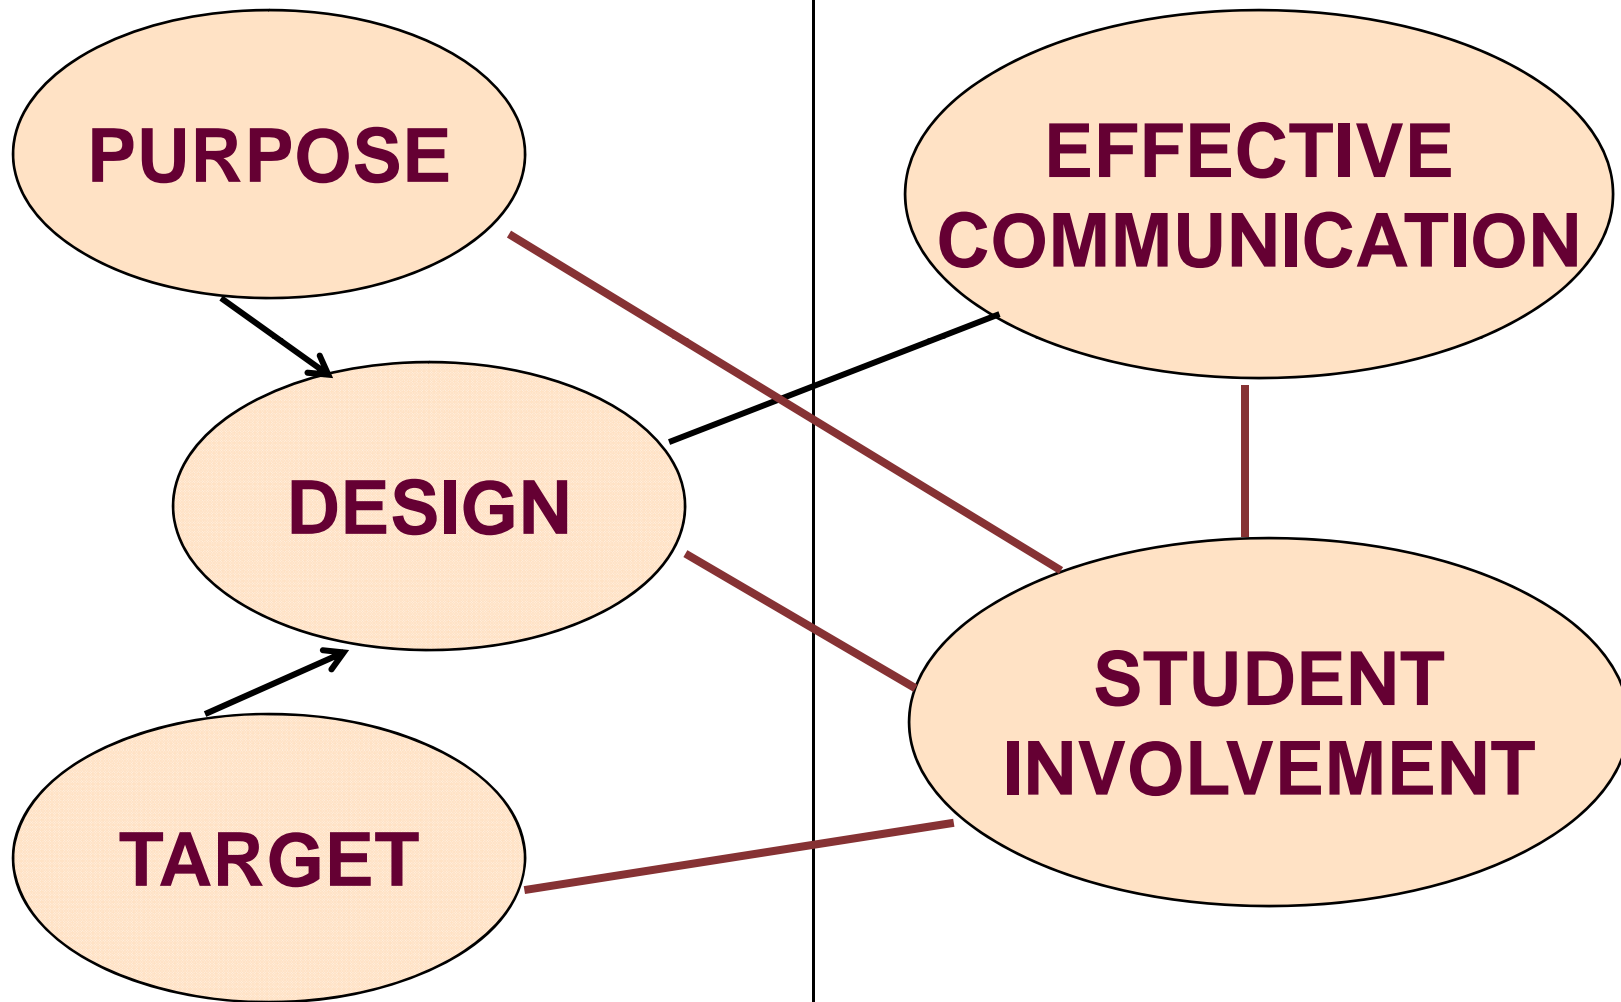 PURPOSE
DESIGN
TARGET
EFFECTIVE
COMMUNICATION
STUDENT
INVOLVEMENT